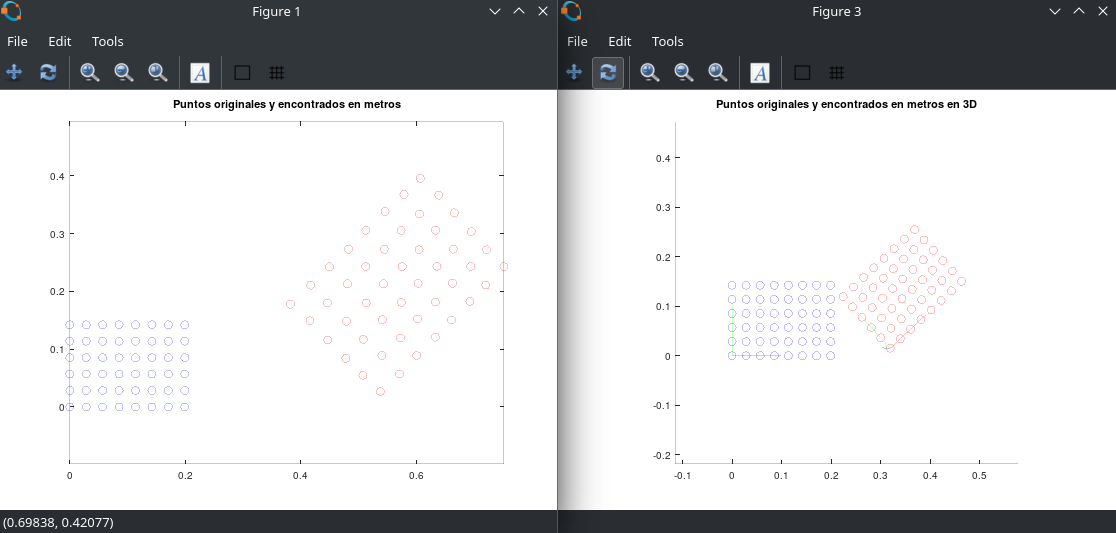 Figure 1
File Edit Tools
A
Puntos originales y encontrados en metros
0.4
0.3
0.2
0.1
0
0 0.2 0.4 0.6
(0.69838, 0.42077)
Figure 3
File Edit Tools
A
Puntos originales y encontrados en metros en 3D
0.4
0.3
0.2
0.1
0
-0.1
-0.2
-0.1 0 0.1 0.2 0.3 0.4 0.5